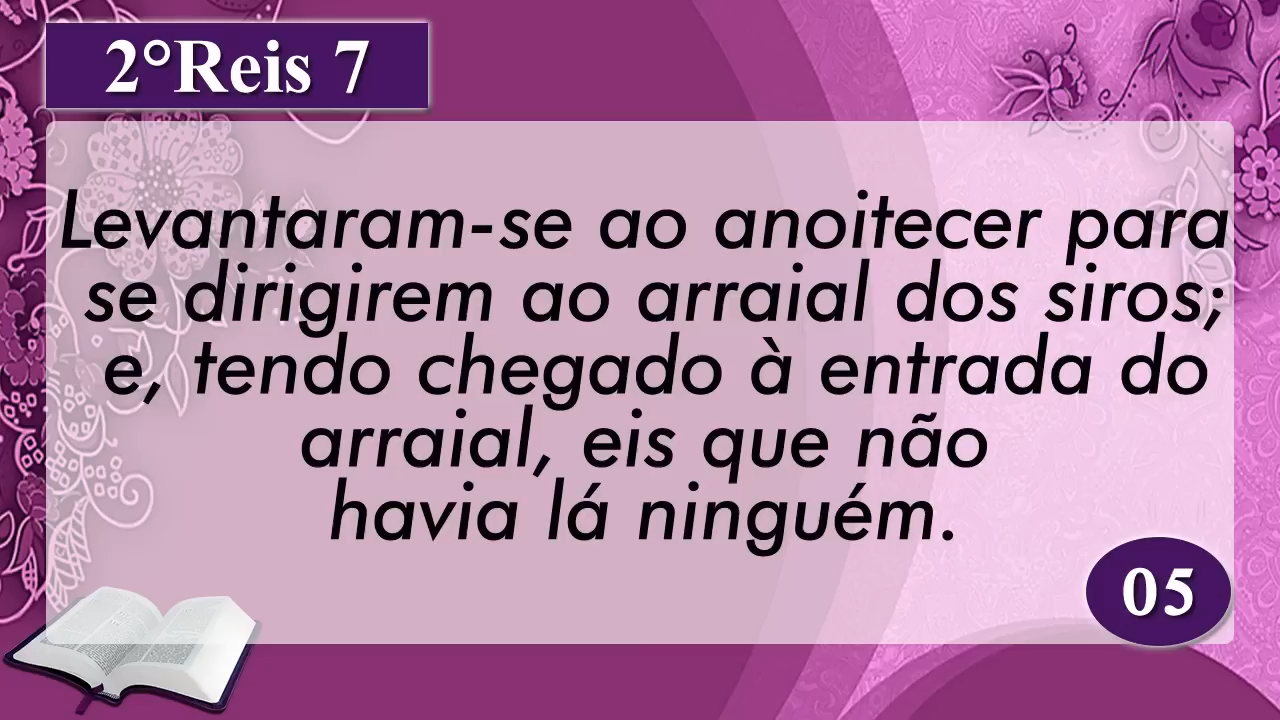 2°Reis 7
Levantaram-se ao anoitecer para
se dirigirem ao arraial dos siros;
e, tendo chegado à entrada do
arraial, eis que não
havia lá ninguém.
05